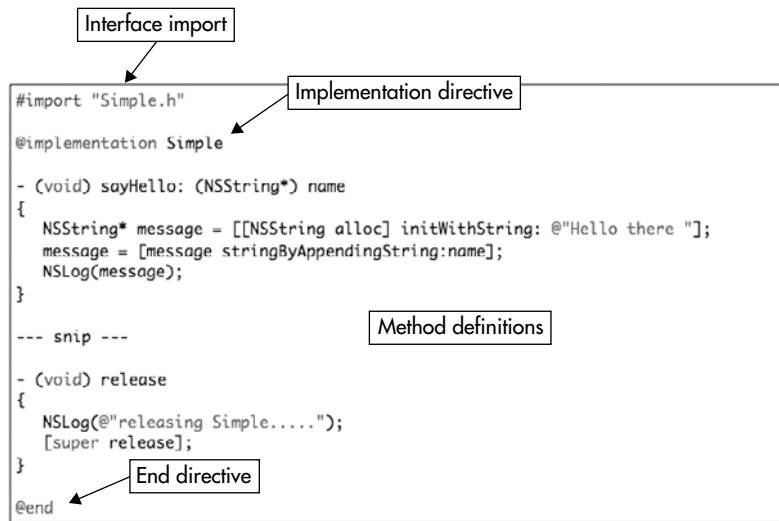 Interface import
#import "Simple.h"
Implementation directive
@implementation Simple
- (void) sayHello: (NSString*) name
{
NSString* message = [[NSString alloc] initWithString: @"Hello there "];
message = [message stringByAppendingString:name];
NSLog(message);
}
--- snip ---
Method definitions
- (void) release
{
NSLog(@"releasing Simple.....");
[super release];
}
End directive
@end